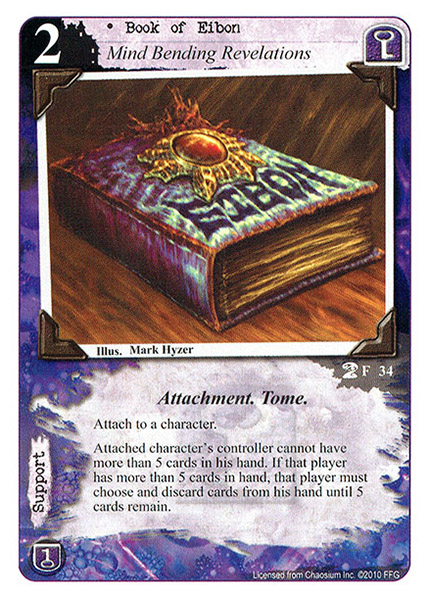 2
• Book of Eibon
Mind Bending Revelations
EIBON
Illus. Mark Hyzer
F 34
Attachment. Tome.
Attach to a character.
Attached character's controller cannot have
more than 5 cards in his hand. If that player
has more than 5 cards in hand, that player must
choose and discard cards from his hand until 5
cards remain.
Support
1
Licensed from Chaosium Inc. ©2010 FFG